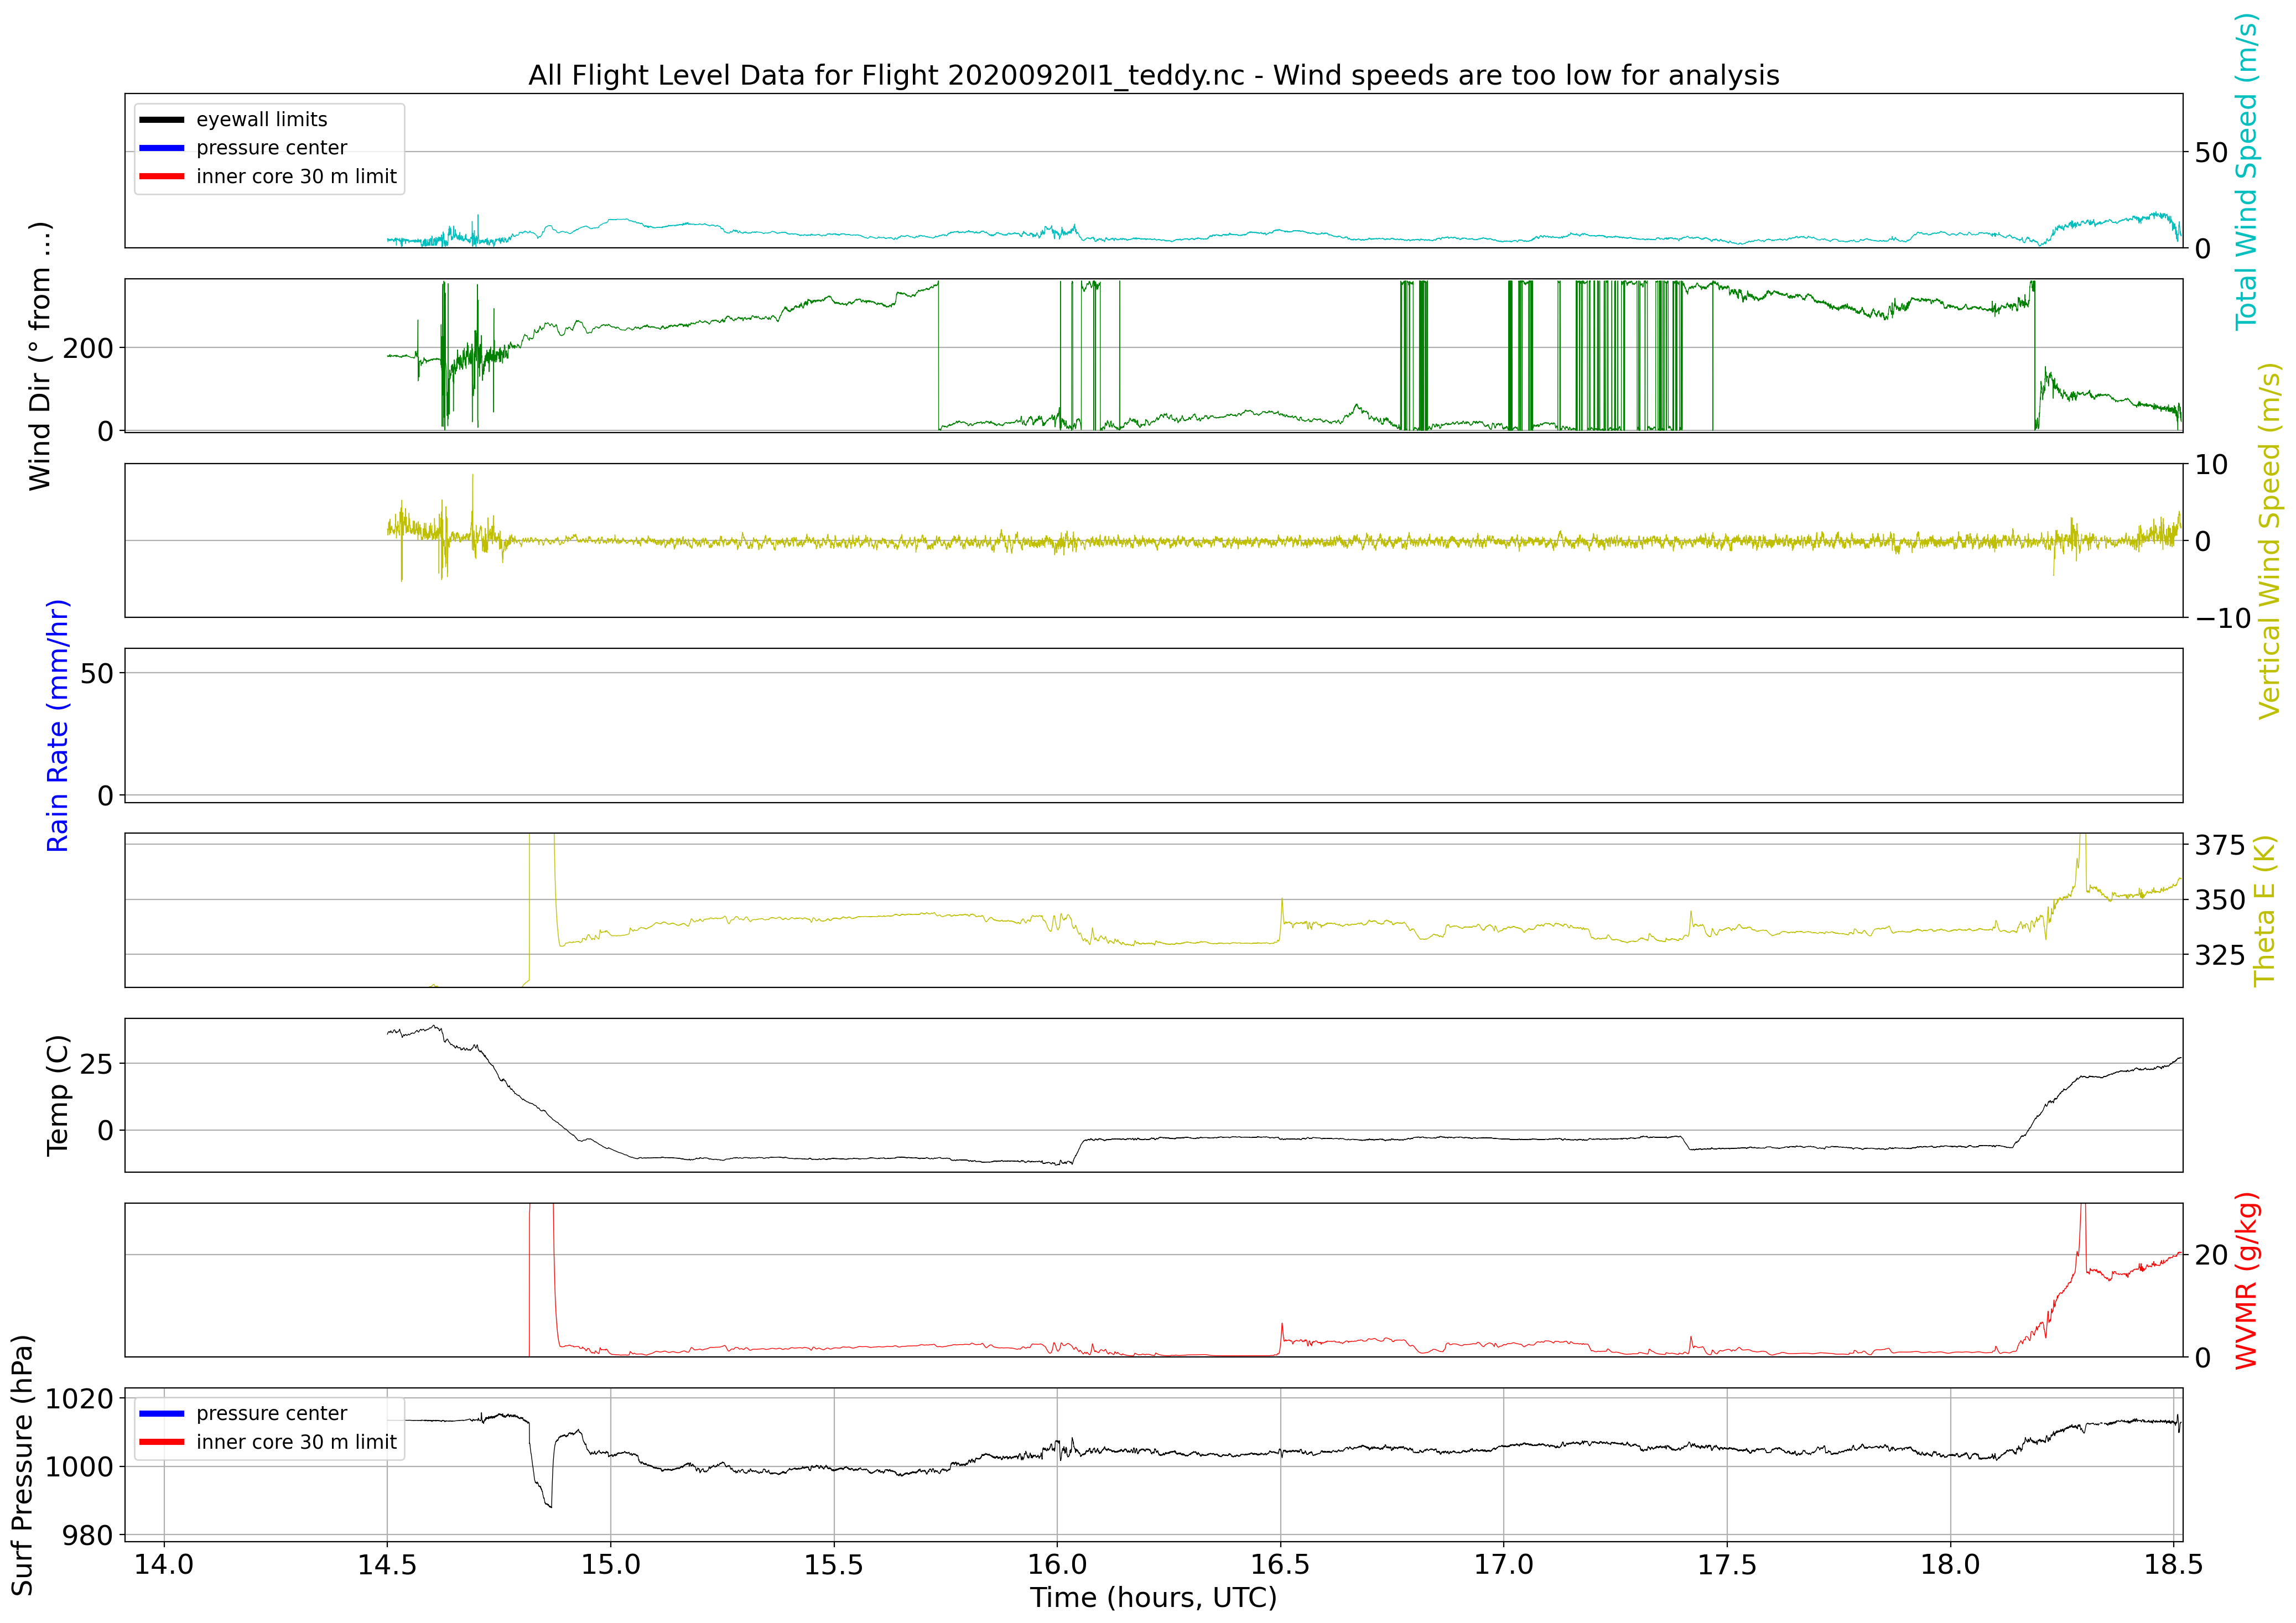 All Flight Level Data for Flight 20200920I1_teddy.nc - Wind speeds are too low for analysis
eyewall limits
pressure center
inner core 30 m limit
50
0
Total Wind Speed (m/s)
Wind Dir (° from ...)
200
0
10
0
−10
Vertical Wind Speed (m/s)
Rain Rate (mm/hr)
50
0
375
350
325
Theta E (K)
Temp (C)
25
0
20
0
WVMR (g/kg)
Surf Pressure (hPa)
1020
1000
980
pressure center
inner core 30 m limit
14.0 14.5 15.0 15.5 16.0 16.5 17.0 17.5 18.0 18.5
Time (hours, UTC)